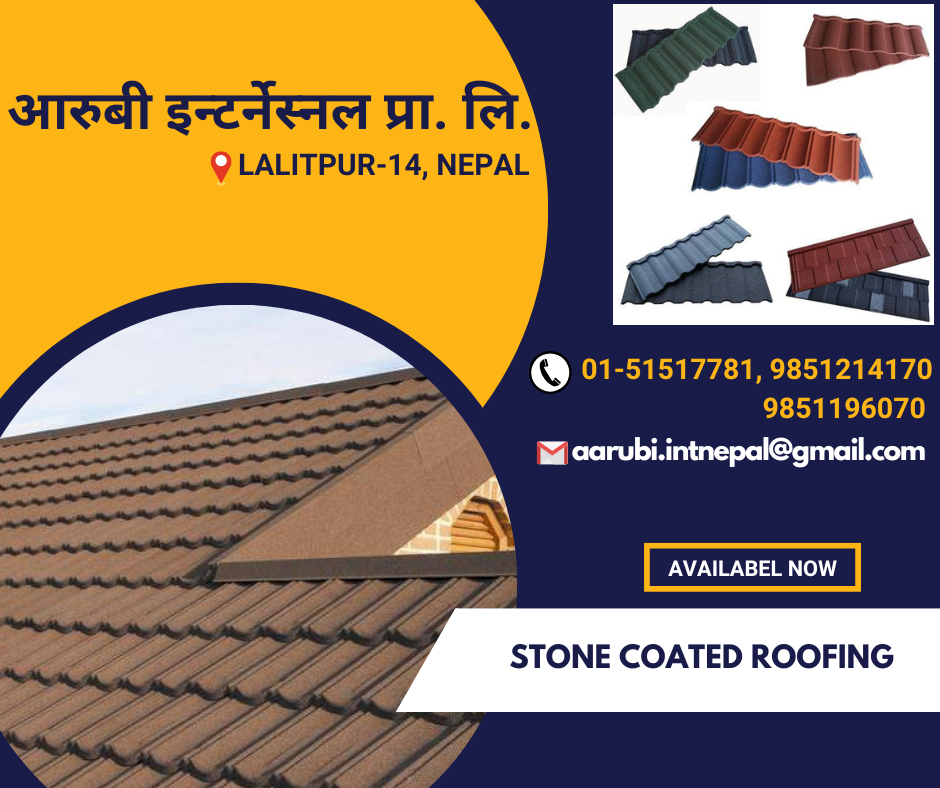 आरुबी इन्टर्नेस्नल प्रा. लि.
LALITPUR-14, NEPAL
01-51517781, 9851214170
9851196070
aarubi.intnepal@gmail.com
AVAILABEL NOW
STONE COATED ROOFING